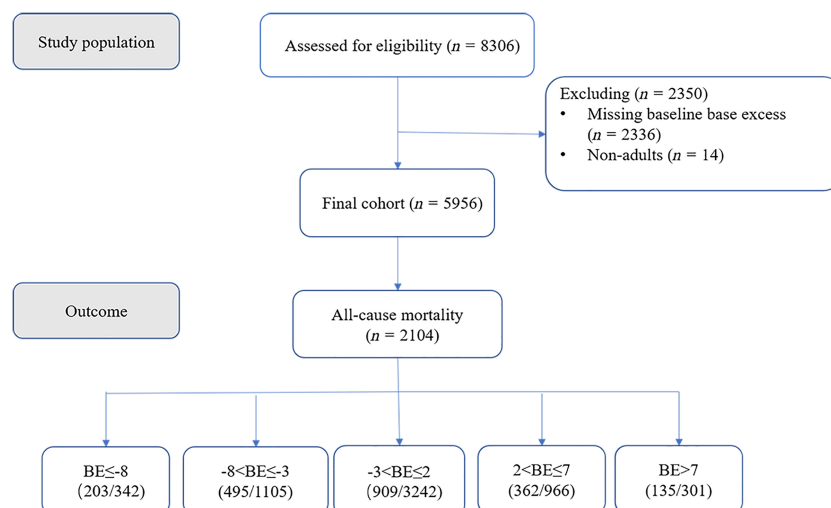 Study population
Assessed for eligibility (n = 8306)
Excluding (n = 2350)
• Missing baseline base excess
(n = 2336)
• Non-adults (n = 14)
Final cohort (n = 5956)
Outcome
All-cause mortality
(n = 2104)
BE≤-8
(203/342)
-8<BE≤-3
(495/1105)
-3<BE≤2
(909/3242)
2<BE≤7
(362/966)
BE>7
(135/301)